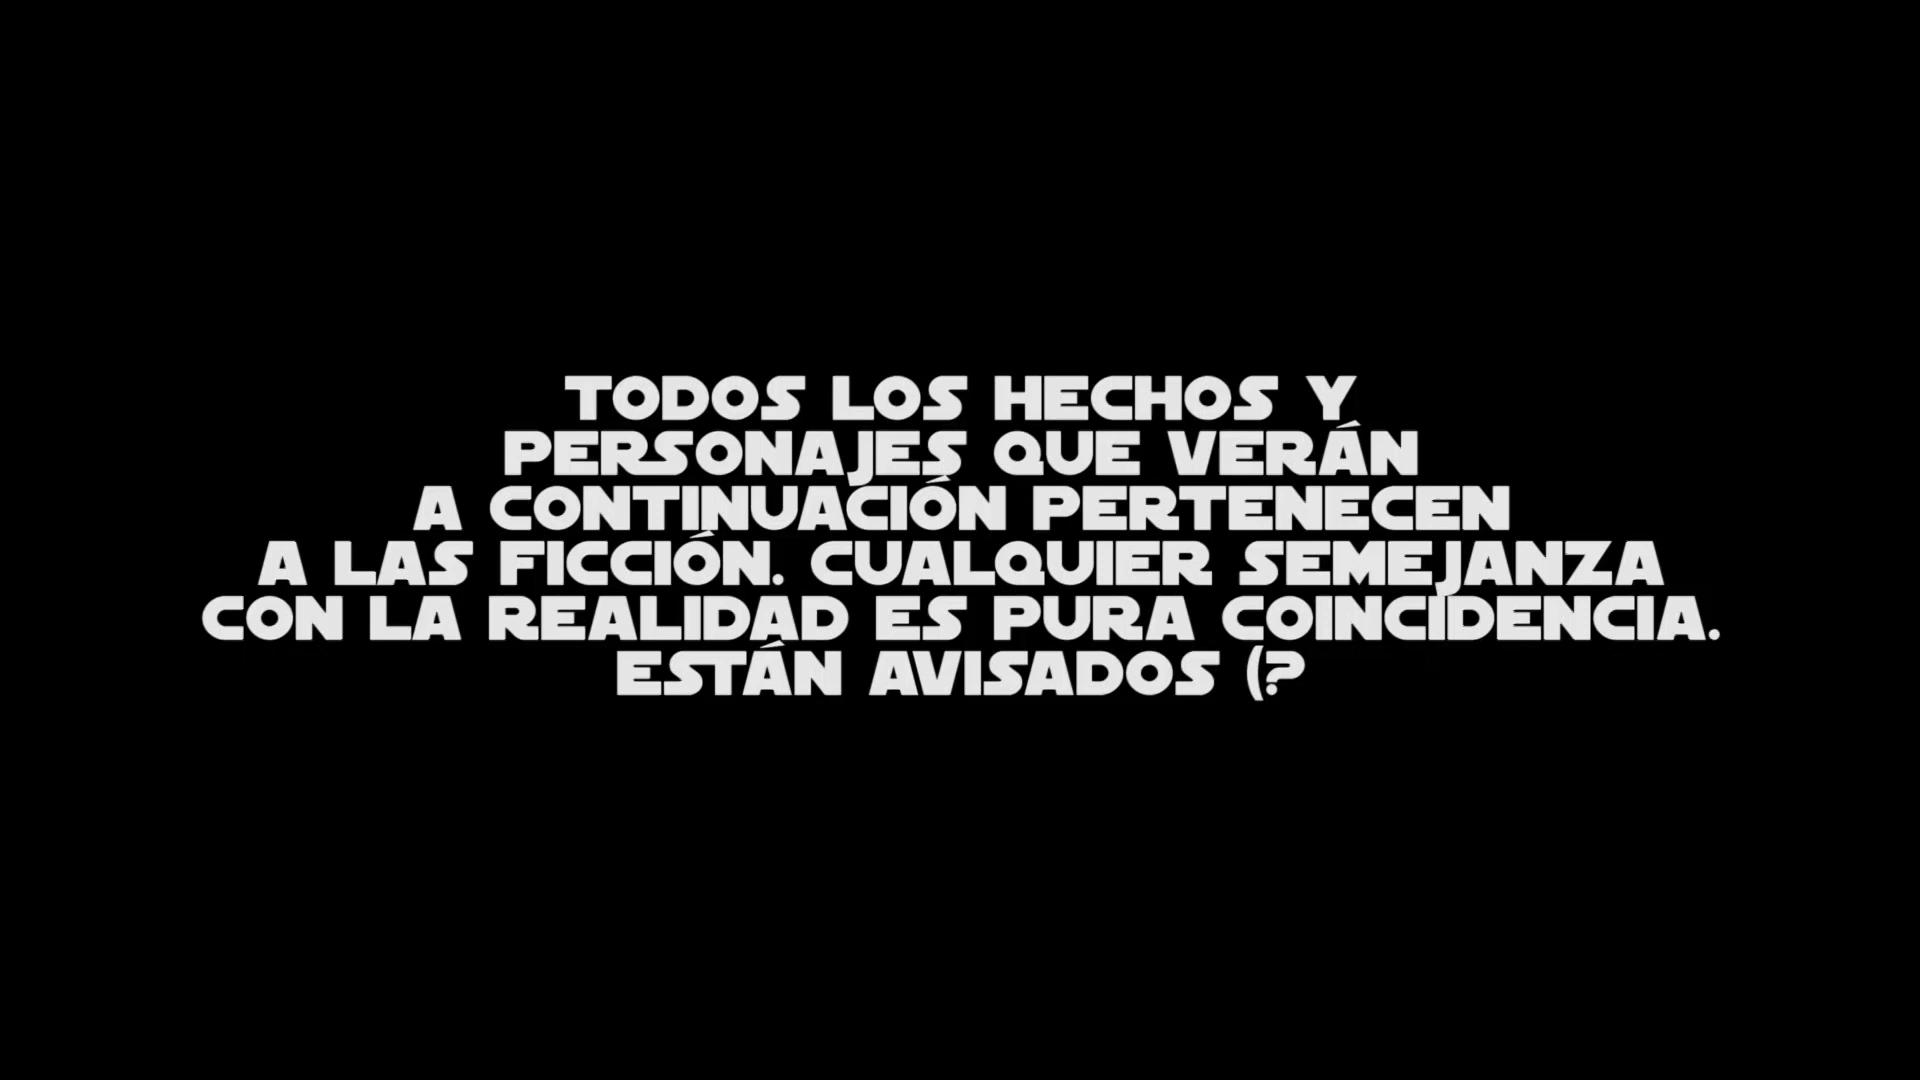 TODOS LOS HECHOS Y
PERSONAJES QUE VERÁN
A CONTINUACIÓN PERTENECEN
A LAS FICCIÓN. CUALQUIER SEMEJANZA
CON LA REALIDAD ES PURA COINCIDENCIA.
ESTÁN AVISADOS (?